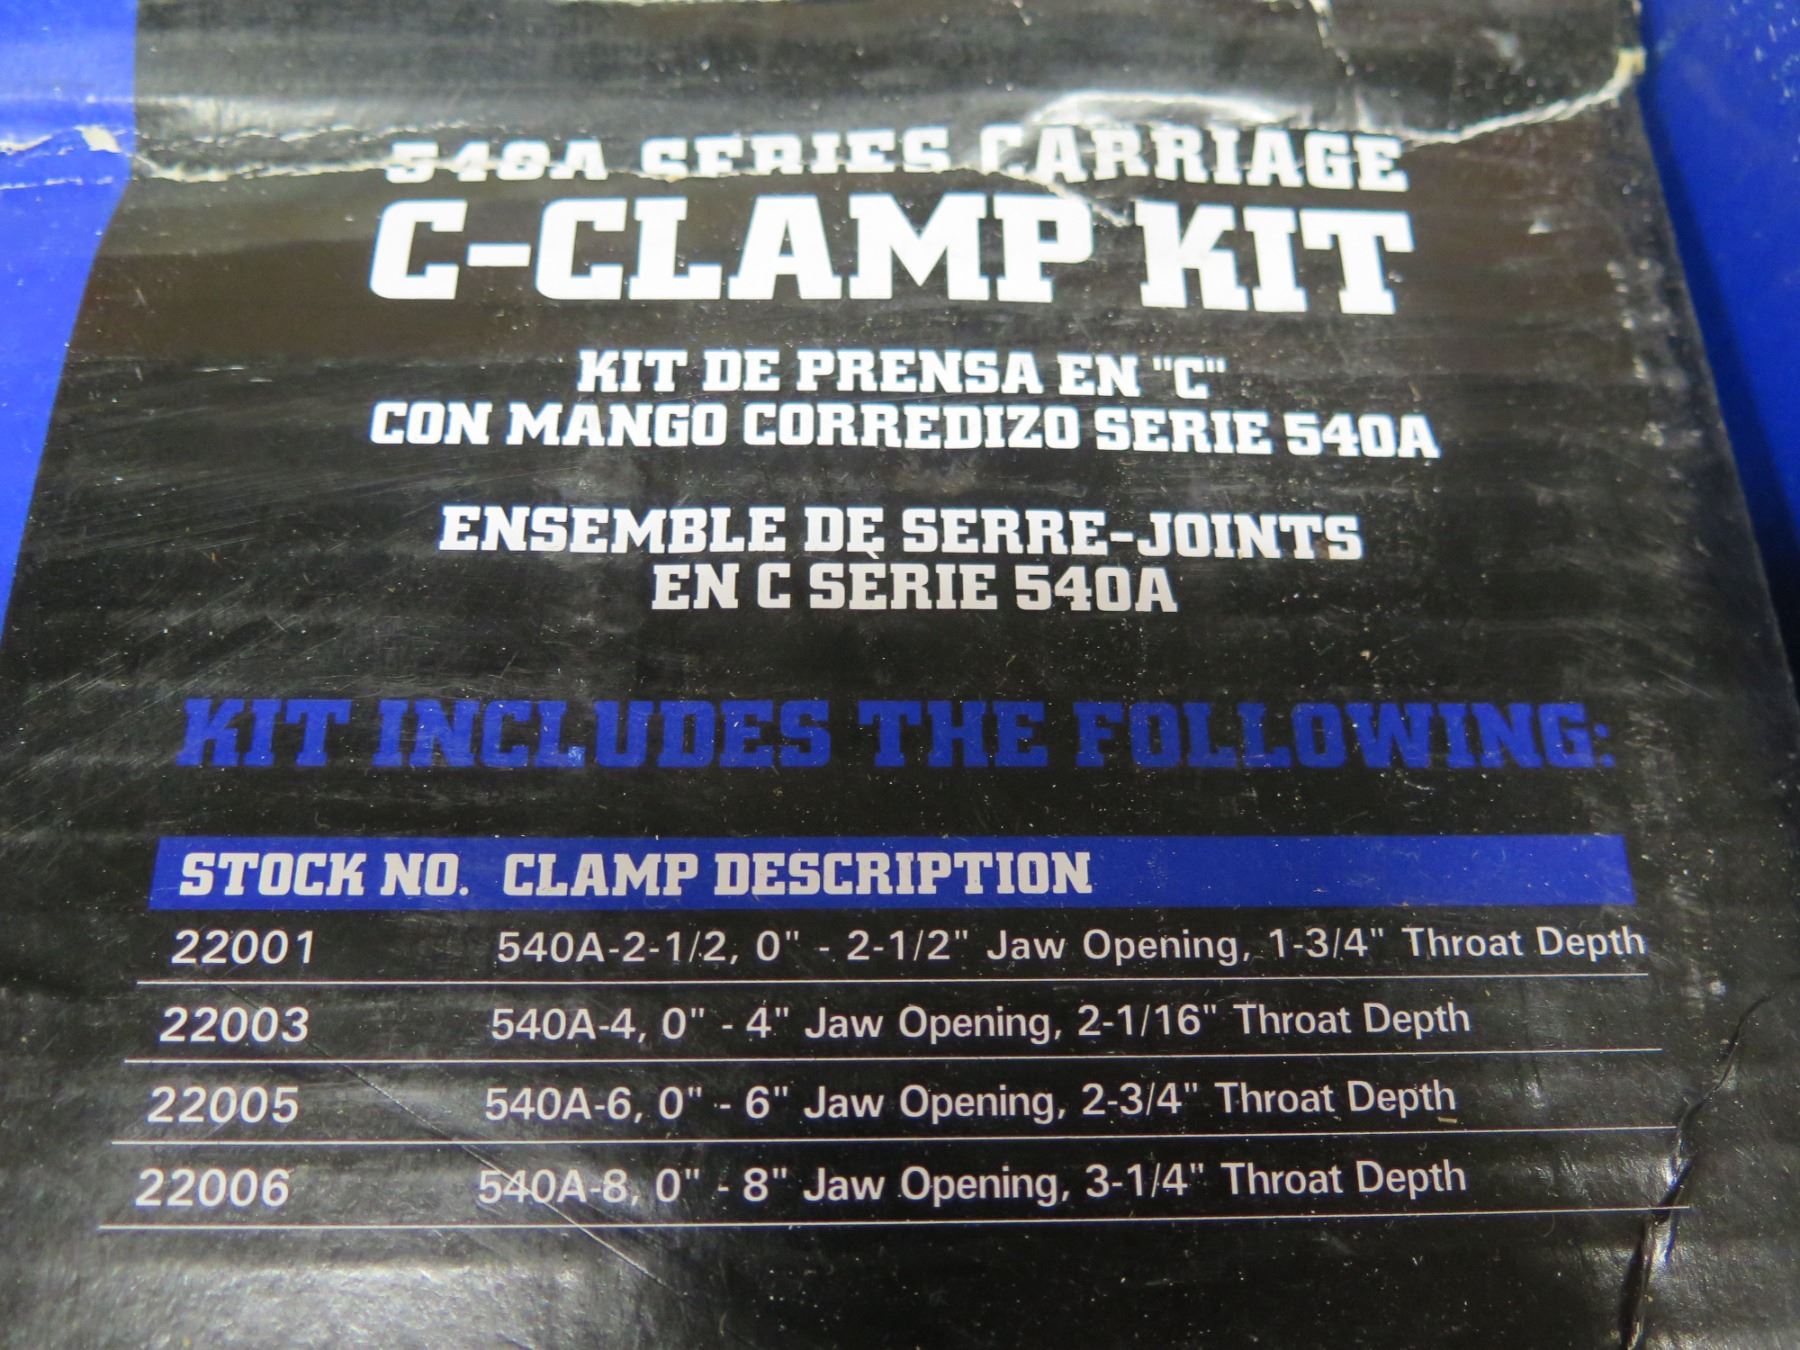 540A SERIES CARRIAGE
C-CLAMP KIT
KIT DE PRENSA EN "C"
CON MANGO CORREDIZO SERIE 540A
ENSEMBLE DE SERRE-JOINTS
EN C SÈRIE 540A
KIT INCLUDES THE FOLLOWING:
STOCK NO. CLAMP DESCRIPTION
22001 540A-2-1/2, 0" - 2-1/2" Jaw Opening, 1-3/4" Throat Depth
22003 540A-4, 0" - 4" Jaw Opening, 2-1/16" Throat Depth
22005 540A-6, 0" - 6" Jaw Opening, 2-3/4" Throat Depth
22006 540A-8, 0" - 8" Jaw Opening, 3-1/4" Throat Depth